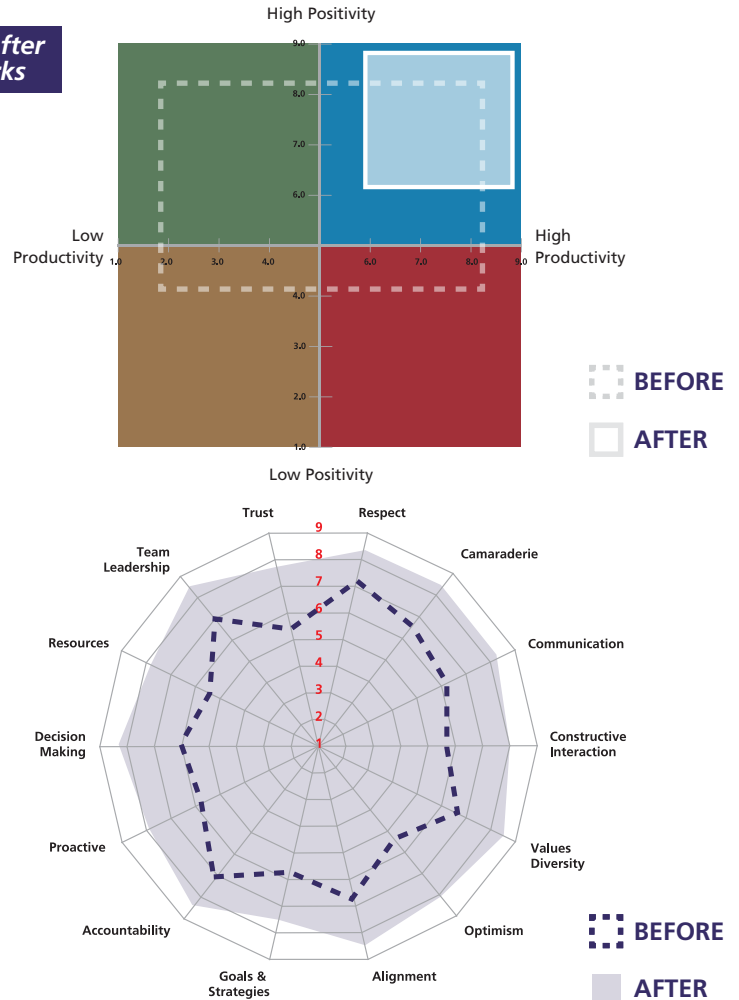 High Positivity
fter
rks
9.0
8.0
7.0
6.0
Low
Productivity
High
Productivity
1.0 2.0 3.0 4.0 6.0 7.0 8.0 9.0
4.0
3.0
2.0
1.0
BEFORE
AFTER
Low Positivity
Trust
Respect
Team
Leadership
Camaraderie
Resources
Communication
Decision
Making
Constructive
Interaction
Proactive
Values
Diversity
Accountability
Optimism
Goals &
Strategies
Alignment
9
8
7
6
5
4
3
2
1
BEFORE
AFTER